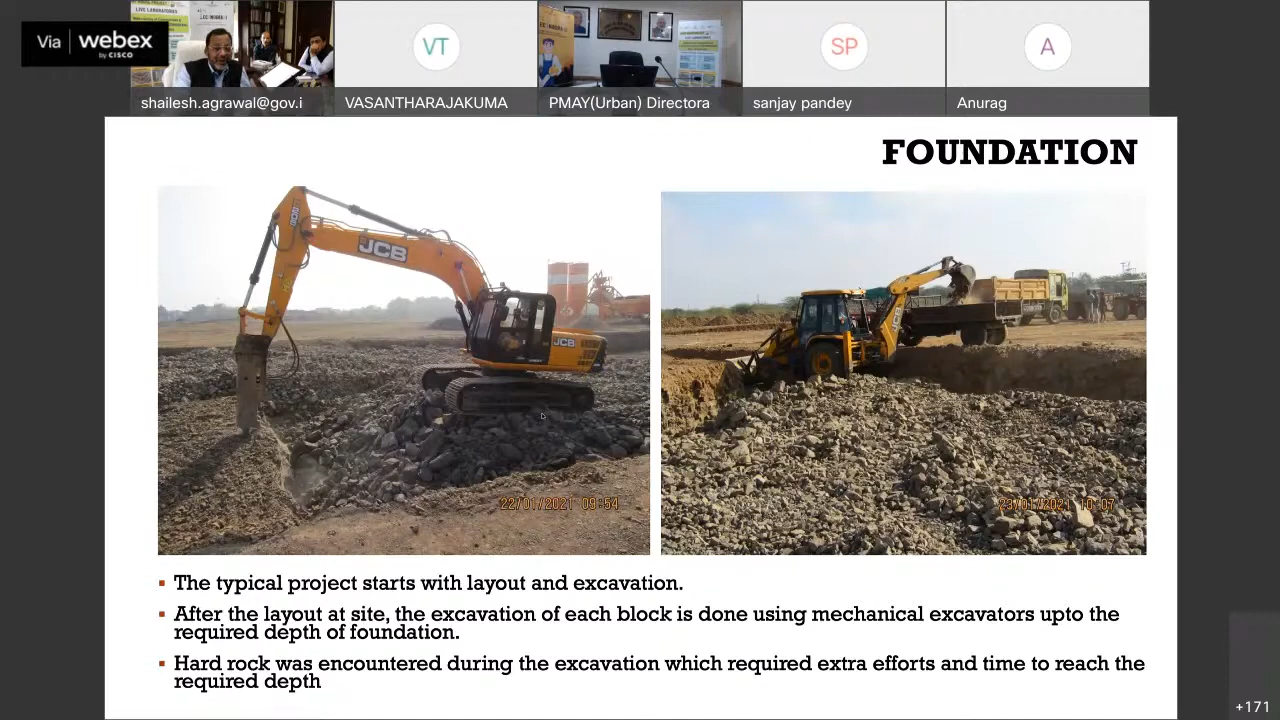 Via webex
by CISCO
shailesh.agrawal@gov.i
VT
VASANTHARAJAKUMA
PMAY(Urban) Directora
SP
sanjay pandey
A
Anurag
FOUNDATION
JCB
JCB
JCB
JCB
22/01/2021 09:54
23/01/2021 10:07
▪ The typical project starts with layout and excavation.
▪ After the layout at site, the excavation of each block is done using mechanical excavators upto the
required depth of foundation.
▪ Hard rock was encountered during the excavation which required extra efforts and time to reach the
required depth
+171